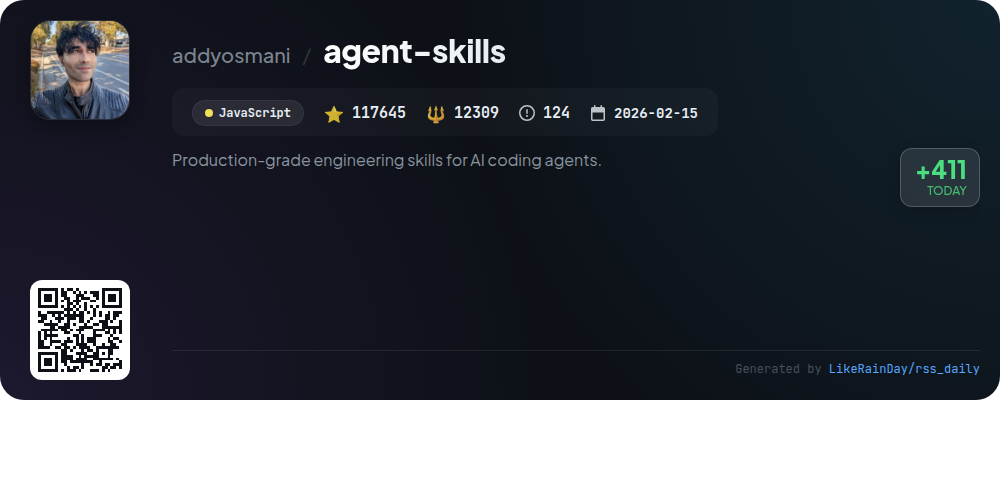 addyosmani / agent-skills
JavaScript 117645 12309 124 2026-02-15
Production-grade engineering skills for AI coding agents.
+411
TODAY
Generated by LikeRainDay/rss_daily